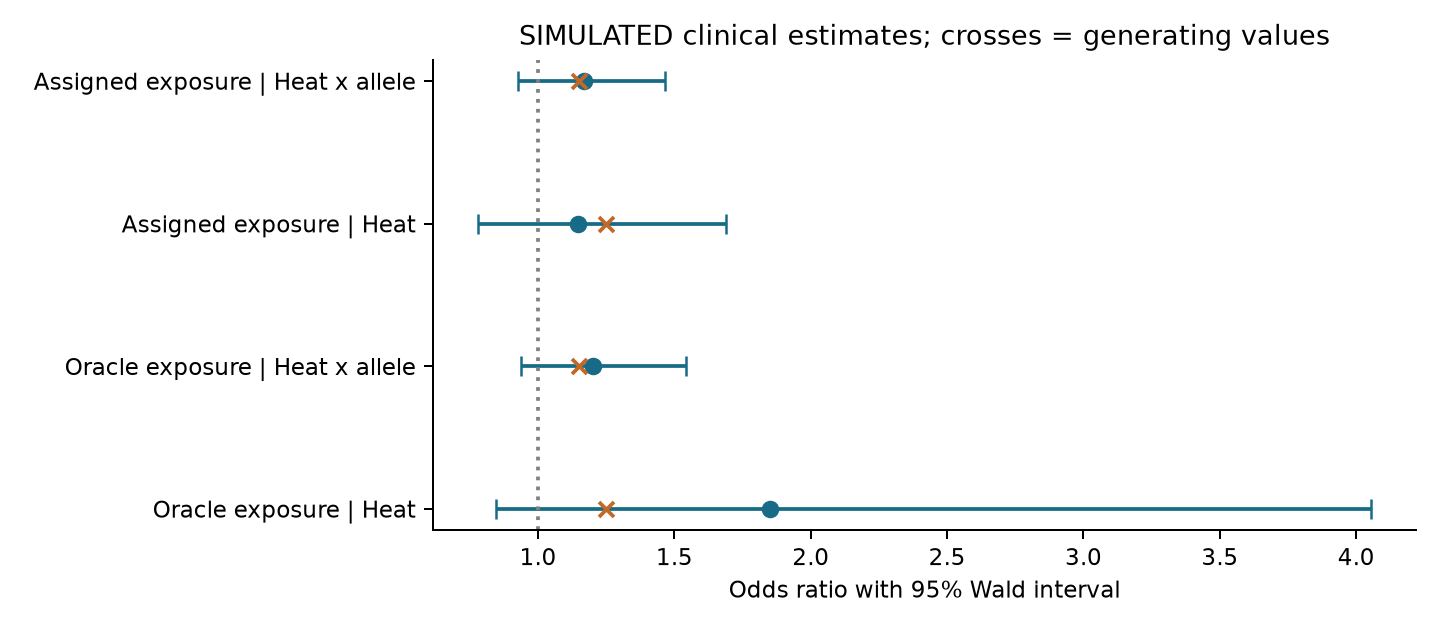 SIMULATED clinical estimates; crosses = generating values
Assigned exposure | Heat x allele
Assigned exposure | Heat
Oracle exposure | Heat x allele
Oracle exposure | Heat
1.0 1.5 2.0 2.5 3.0 3.5 4.0
Odds ratio with 95% Wald interval